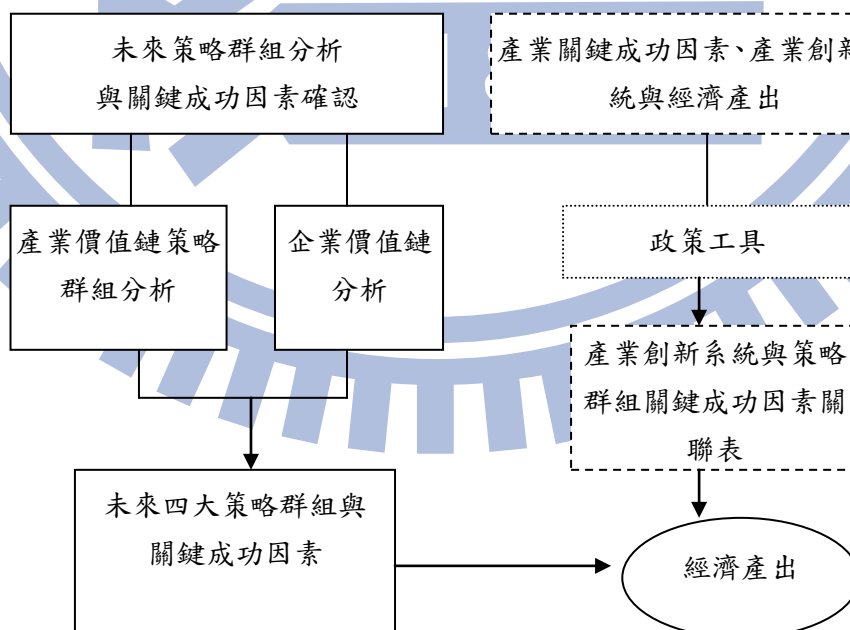 未來策略群組分析
與關鍵成功因素確認
產業關鍵成功因素、產業創新
統與經濟產出
產業價值鏈策略
群組分析
企業價值鏈
分析
政策工具
產業創新系統與策略
群組關鍵成功因素關
聯表
未來四大策略群組與
關鍵成功因素
經濟產出